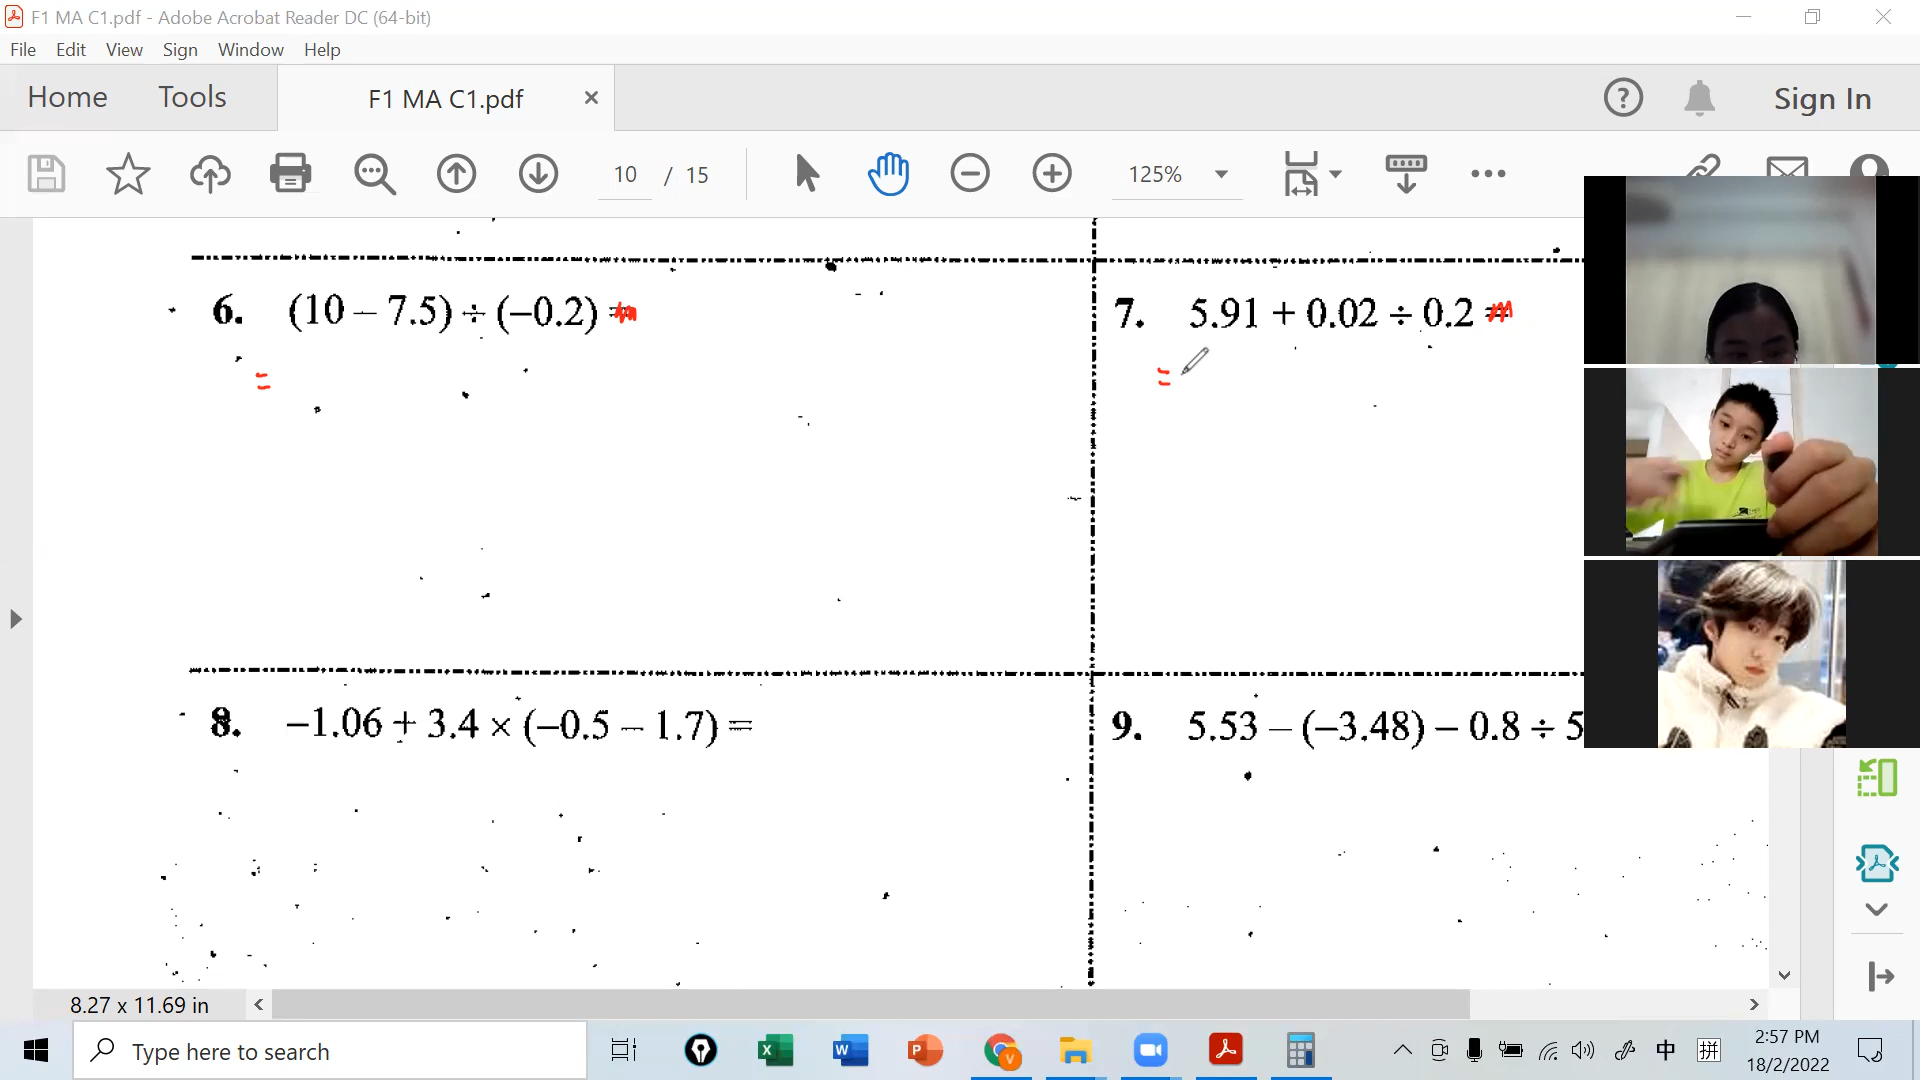 F1 MA C1.pdf - Adobe Acrobat Reader DC (64-bit)
File Edit View Sign Window Help
Home Tools F1 MA C1.pdf × Sign In
10 / 15 125%
6. (10 – 7.5) ÷ (–0.2) =
=
7. 5.91 + 0.02 ÷ 0.2 =
=
8. –1.06 + 3.4 × (–0.5 – 1.7) =
9. 5.53 – (–3.48) – 0.8 ÷ 5
8.27 x 11.69 in
Type here to search
中 拼
2:57 PM
18/2/2022